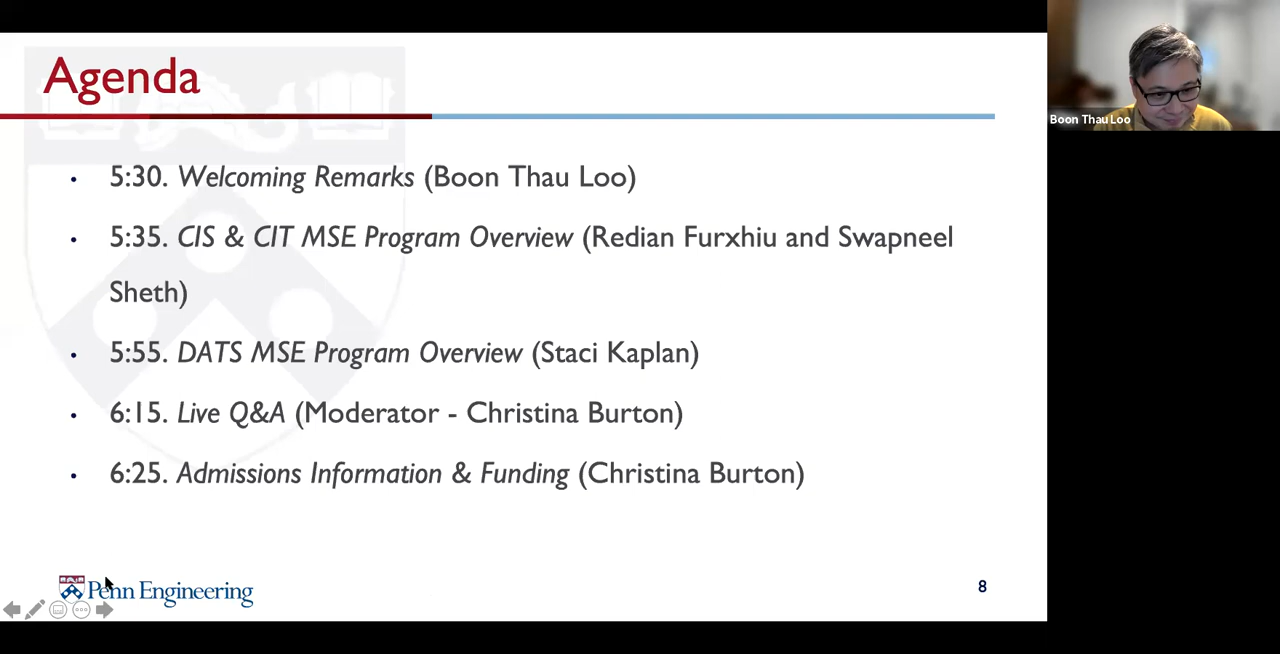 Agenda
• 5:30. Welcoming Remarks (Boon Thau Loo)
• 5:35. CIS & CIT MSE Program Overview (Redian Furxhiu and Swapneel
Sheth)
• 5:55. DATS MSE Program Overview (Staci Kaplan)
• 6:15. Live Q&A (Moderator - Christina Burton)
• 6:25. Admissions Information & Funding (Christina Burton)
Penn Engineering
8
Boon Thau Loo